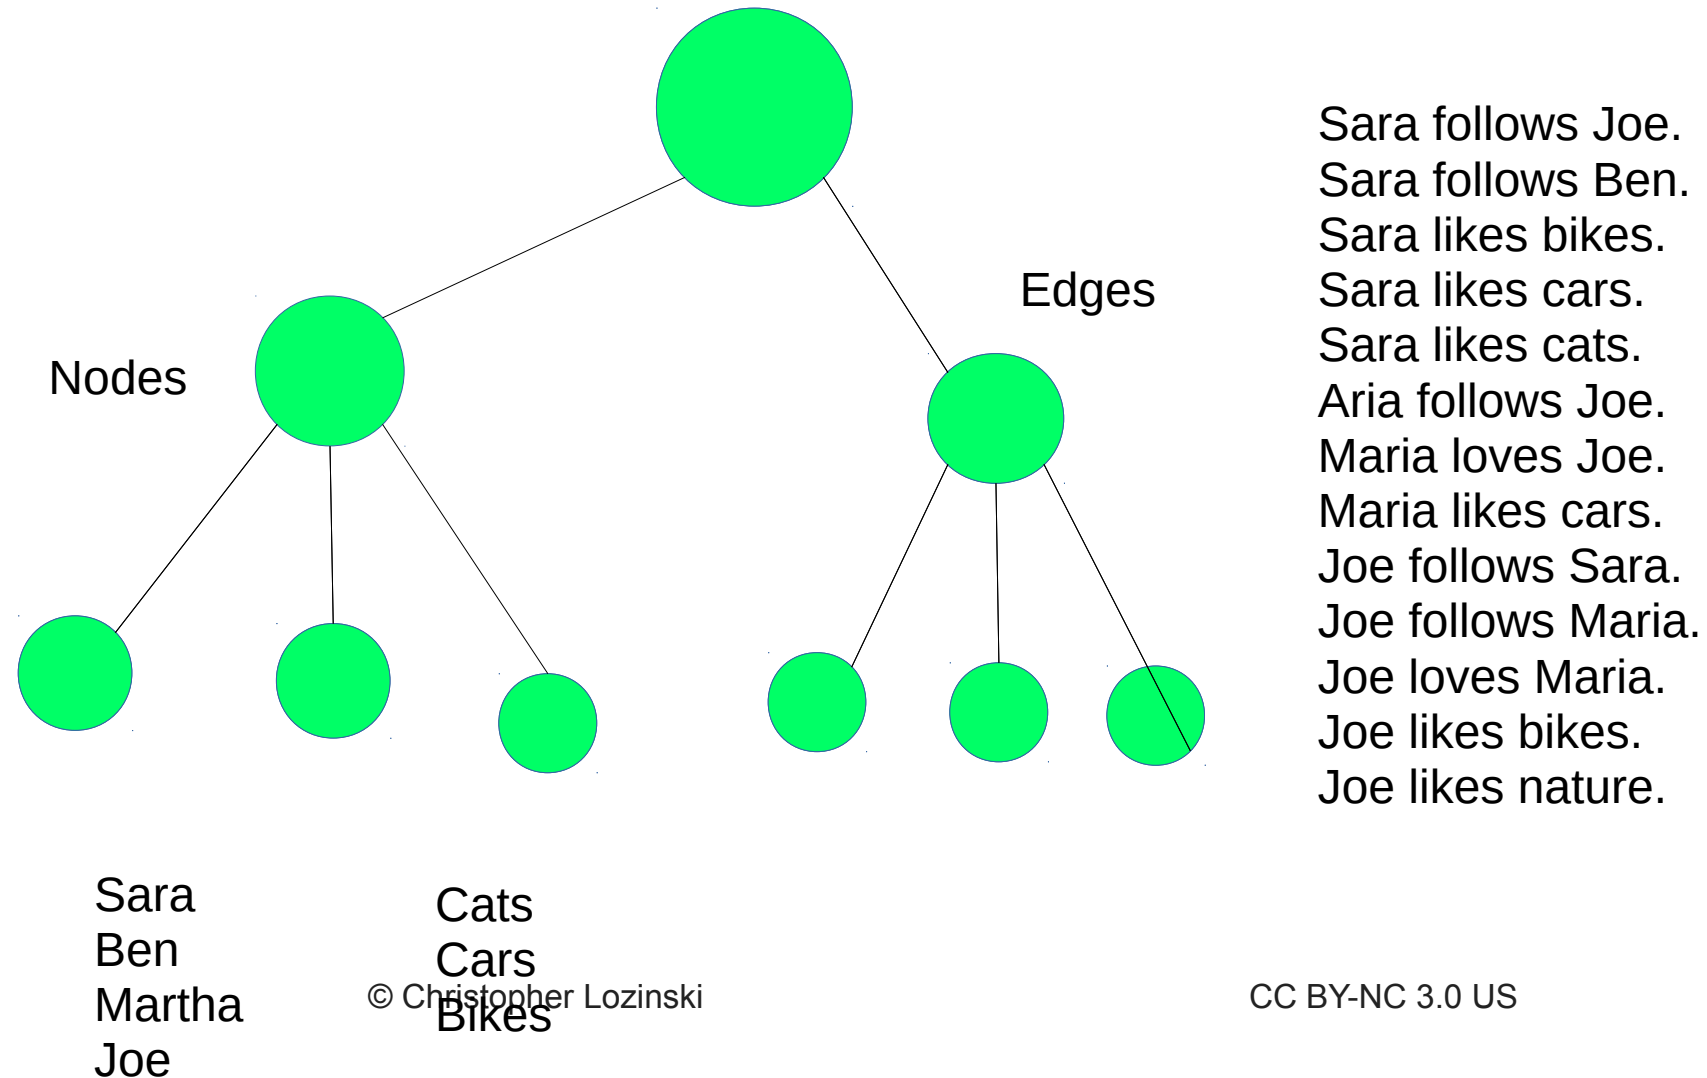 Nodes
Edges
Sara follows Joe.
Sara follows Ben.
Sara likes bikes.
Sara likes cars.
Sara likes cats.
Aria follows Joe.
Maria loves Joe.
Maria likes cars.
Joe follows Sara.
Joe follows Maria.
Joe loves Maria.
Joe likes bikes.
Joe likes nature.
Sara
Ben
Martha
Joe
Cats
Cars
Bikes
© Christopher Lozinski
CC BY-NC 3.0 US